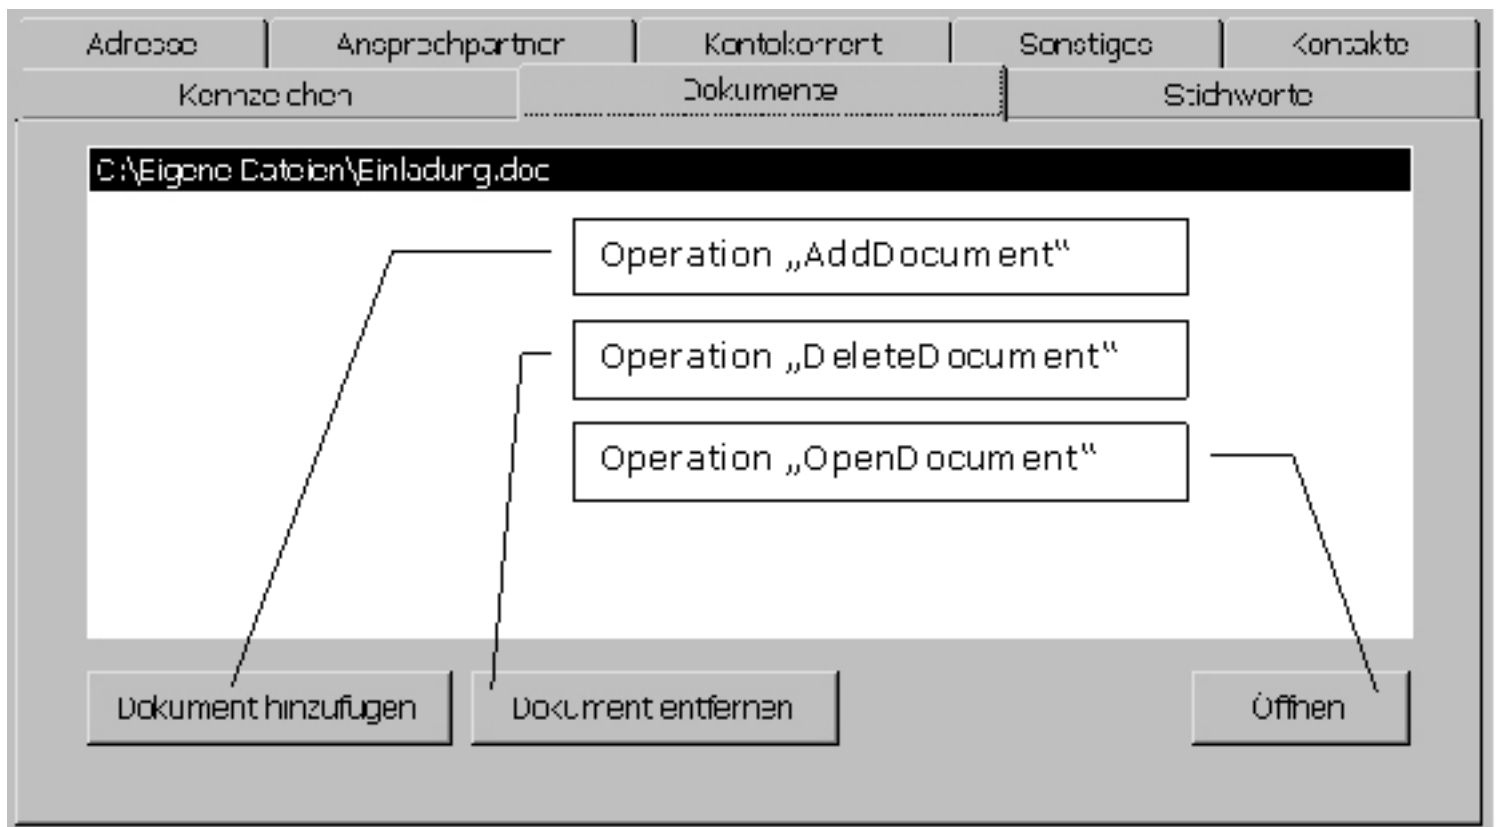 Adresse Ansprechpartner Kontokorrent Sonstiges Kontakte
Kennzeichen Dokumente Stichworte
C:\Eigene Dateien\Einladung.doc
Operation „AddDocument“
Operation „DeleteDocument“
Operation „OpenDocument“
Dokument hinzufügen Dokument entfernen Öffnen